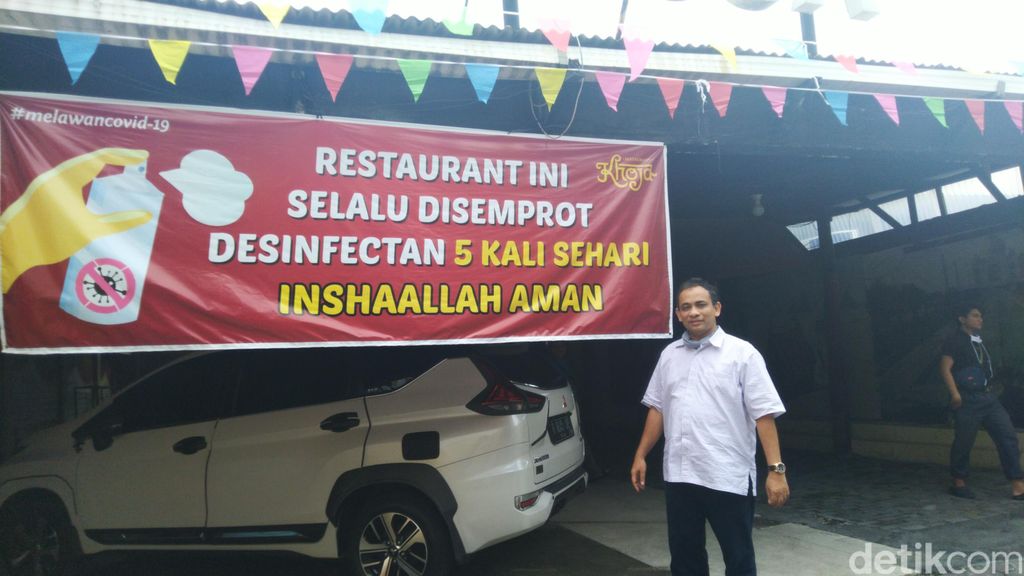 #melawancovid-19
RESTAURANT INI
SELALU DISEMPROT
DESINFECTAN 5 KALI SEHARI
INSHAALLAH AMAN
Khoja
detikcom